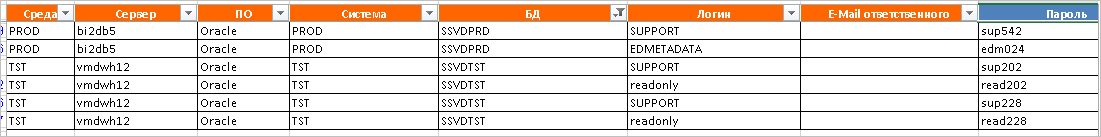 Среда Сервер ПО Система БД Логин E-Mail ответственного Пароль
PROD bi2db5 Oracle PROD SSVDPRD SUPPORT sup542
PROD bi2db5 Oracle PROD SSVDPRD EDMETADATA edm024
TST vmdwh12 Oracle TST SSVDTST SUPPORT sup202
TST vmdwh12 Oracle TST SSVDTST readonly read202
TST vmdwh12 Oracle TST SSVDTST SUPPORT sup228
TST vmdwh12 Oracle TST SSVDTST readonly read228